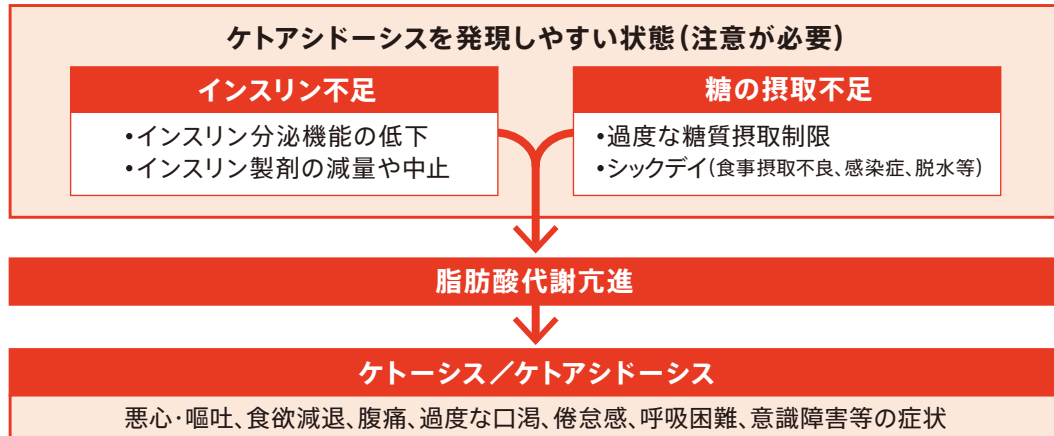 ケトアシドーシスを発現しやすい状態(注意が必要)
インスリン不足
•インスリン分泌機能の低下
•インスリン製剤の減量や中止
糖の摂取不足
•過度な糖質摂取制限
•シックデイ(食事摂取不良、感染症、脱水等)
脂肪酸代謝亢進
ケトーシス／ケトアシドーシス
悪心・嘔吐、食欲減退、腹痛、過度な口渇、倦怠感、呼吸困難、意識障害等の症状